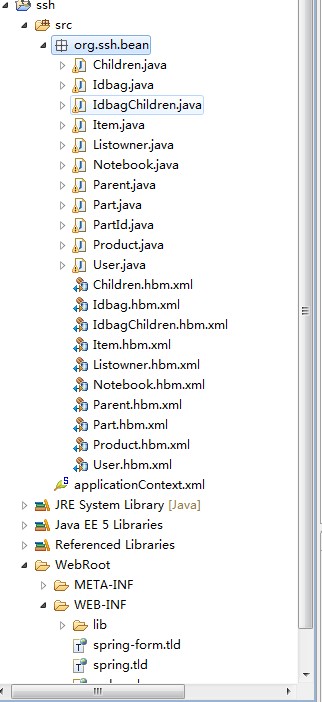 ssh
src
org.ssh.bean
Children.java
Idbag.java
IdbagChildren.java
Item.java
Listowner.java
Notebook.java
Parent.java
Part.java
PartId.java
Product.java
User.java
Children.hbm.xml
Idbag.hbm.xml
IdbagChildren.hbm.xml
Item.hbm.xml
Listowner.hbm.xml
Notebook.hbm.xml
Parent.hbm.xml
Part.hbm.xml
Product.hbm.xml
User.hbm.xml
applicationContext.xml
JRE System Library [Java]
Java EE 5 Libraries
Referenced Libraries
WebRoot
META-INF
WEB-INF
lib
spring-form.tld
spring.tld